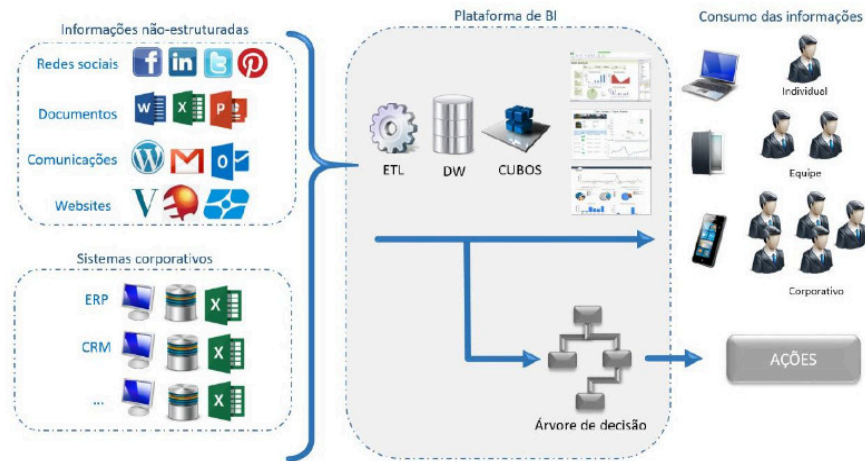 Informações não-estruturadas
Redes sociais
Documentos
Comunicações
Websites
Sistemas corporativos
ERP
CRM
...
Plataforma de BI
ETL
DW
CUBOS
Árvore de decisão
Consumo das informações
Individual
Equipe
Corporativo
AÇÕES